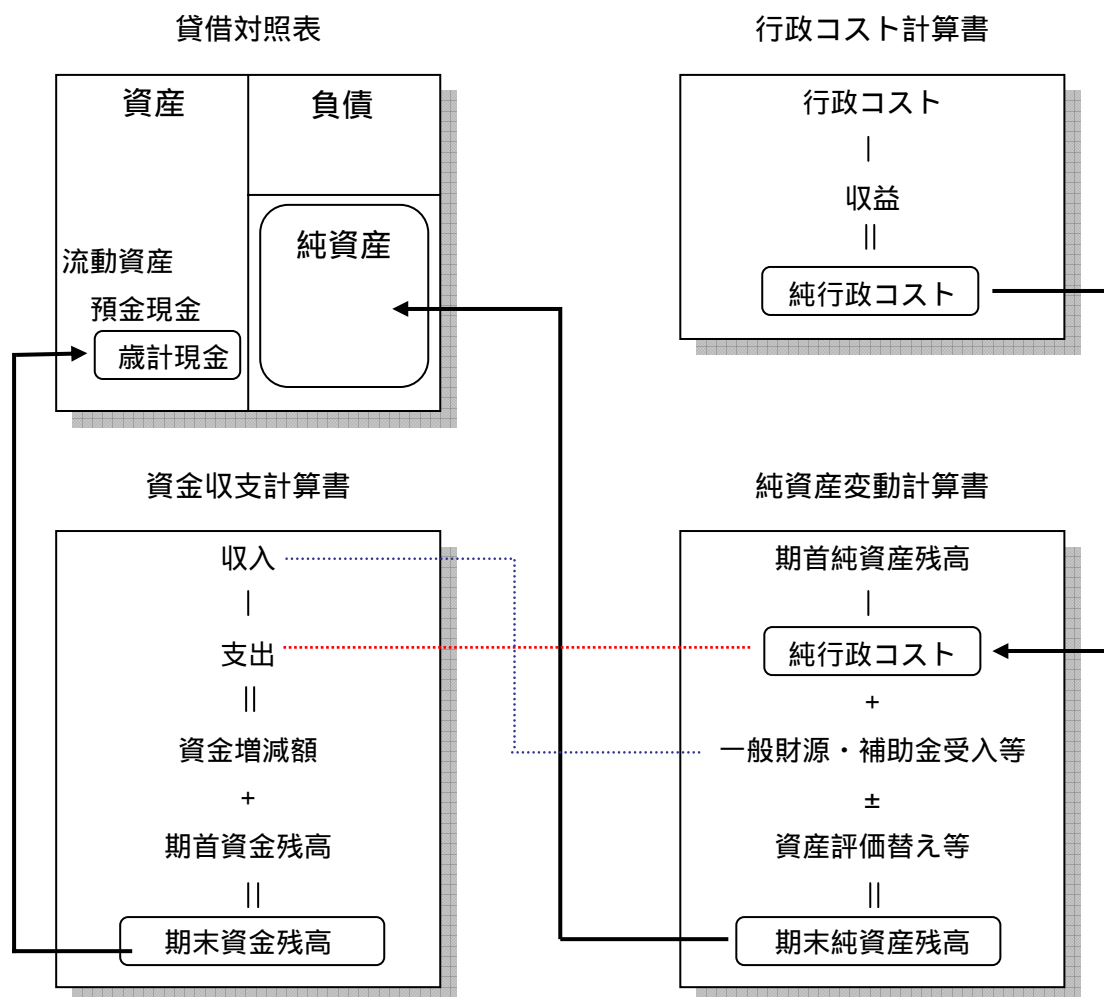 貸借対照表
資産
負債
純資産
流動資産
預金現金
歳計現金
行政コスト計算書
行政コスト
|
収益
||
純行政コスト
資金収支計算書
収入
|
支出
||
資金増減額
+
期首資金残高
||
期末資金残高
純資産変動計算書
期首純資産残高
|
純行政コスト
+
一般財源・補助金受入等
±
資産評価替え等
||
期末純資産残高